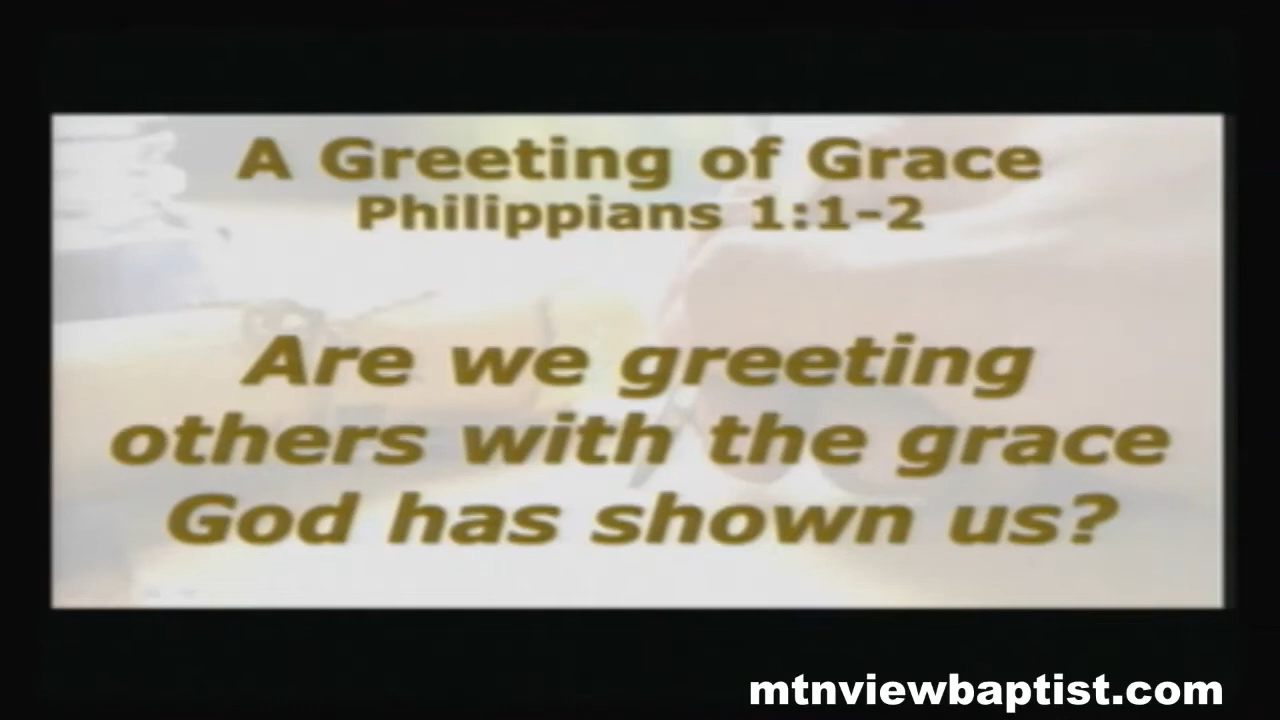 A Greeting of Grace
Philippians 1:1-2
Are we greeting
others with the grace
God has shown us?
mtnviewbaptist.com